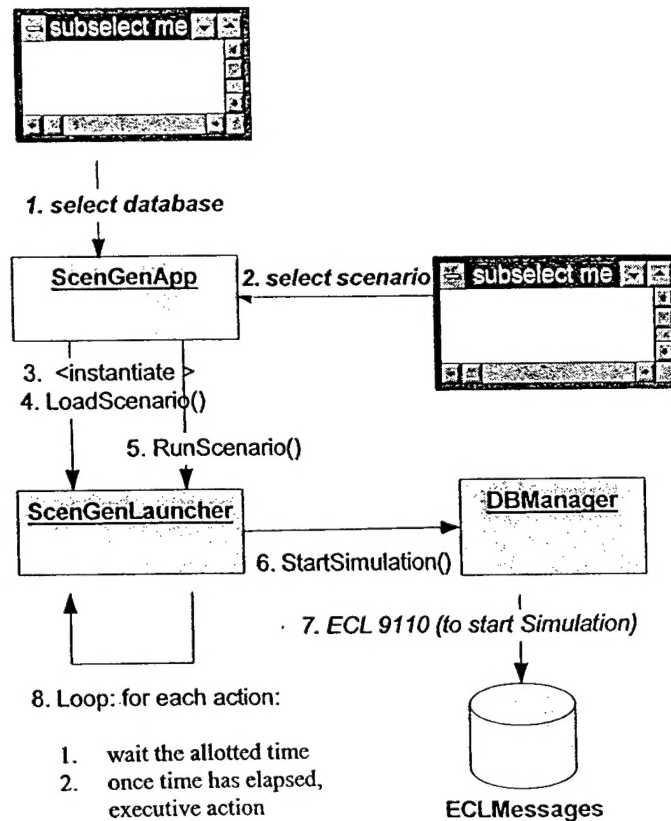 subselect me
1. select database
ScenGenApp
2. select scenario
subselect me
3. <instantiate >
4. LoadScenario()
5. RunScenario()
ScenGenLauncher
DBManager
6. StartSimulation()
7. ECL 9110 (to start Simulation)
8. Loop: for each action:
1. wait the allotted time
2. once time has elapsed,
executive action
ECLMessages